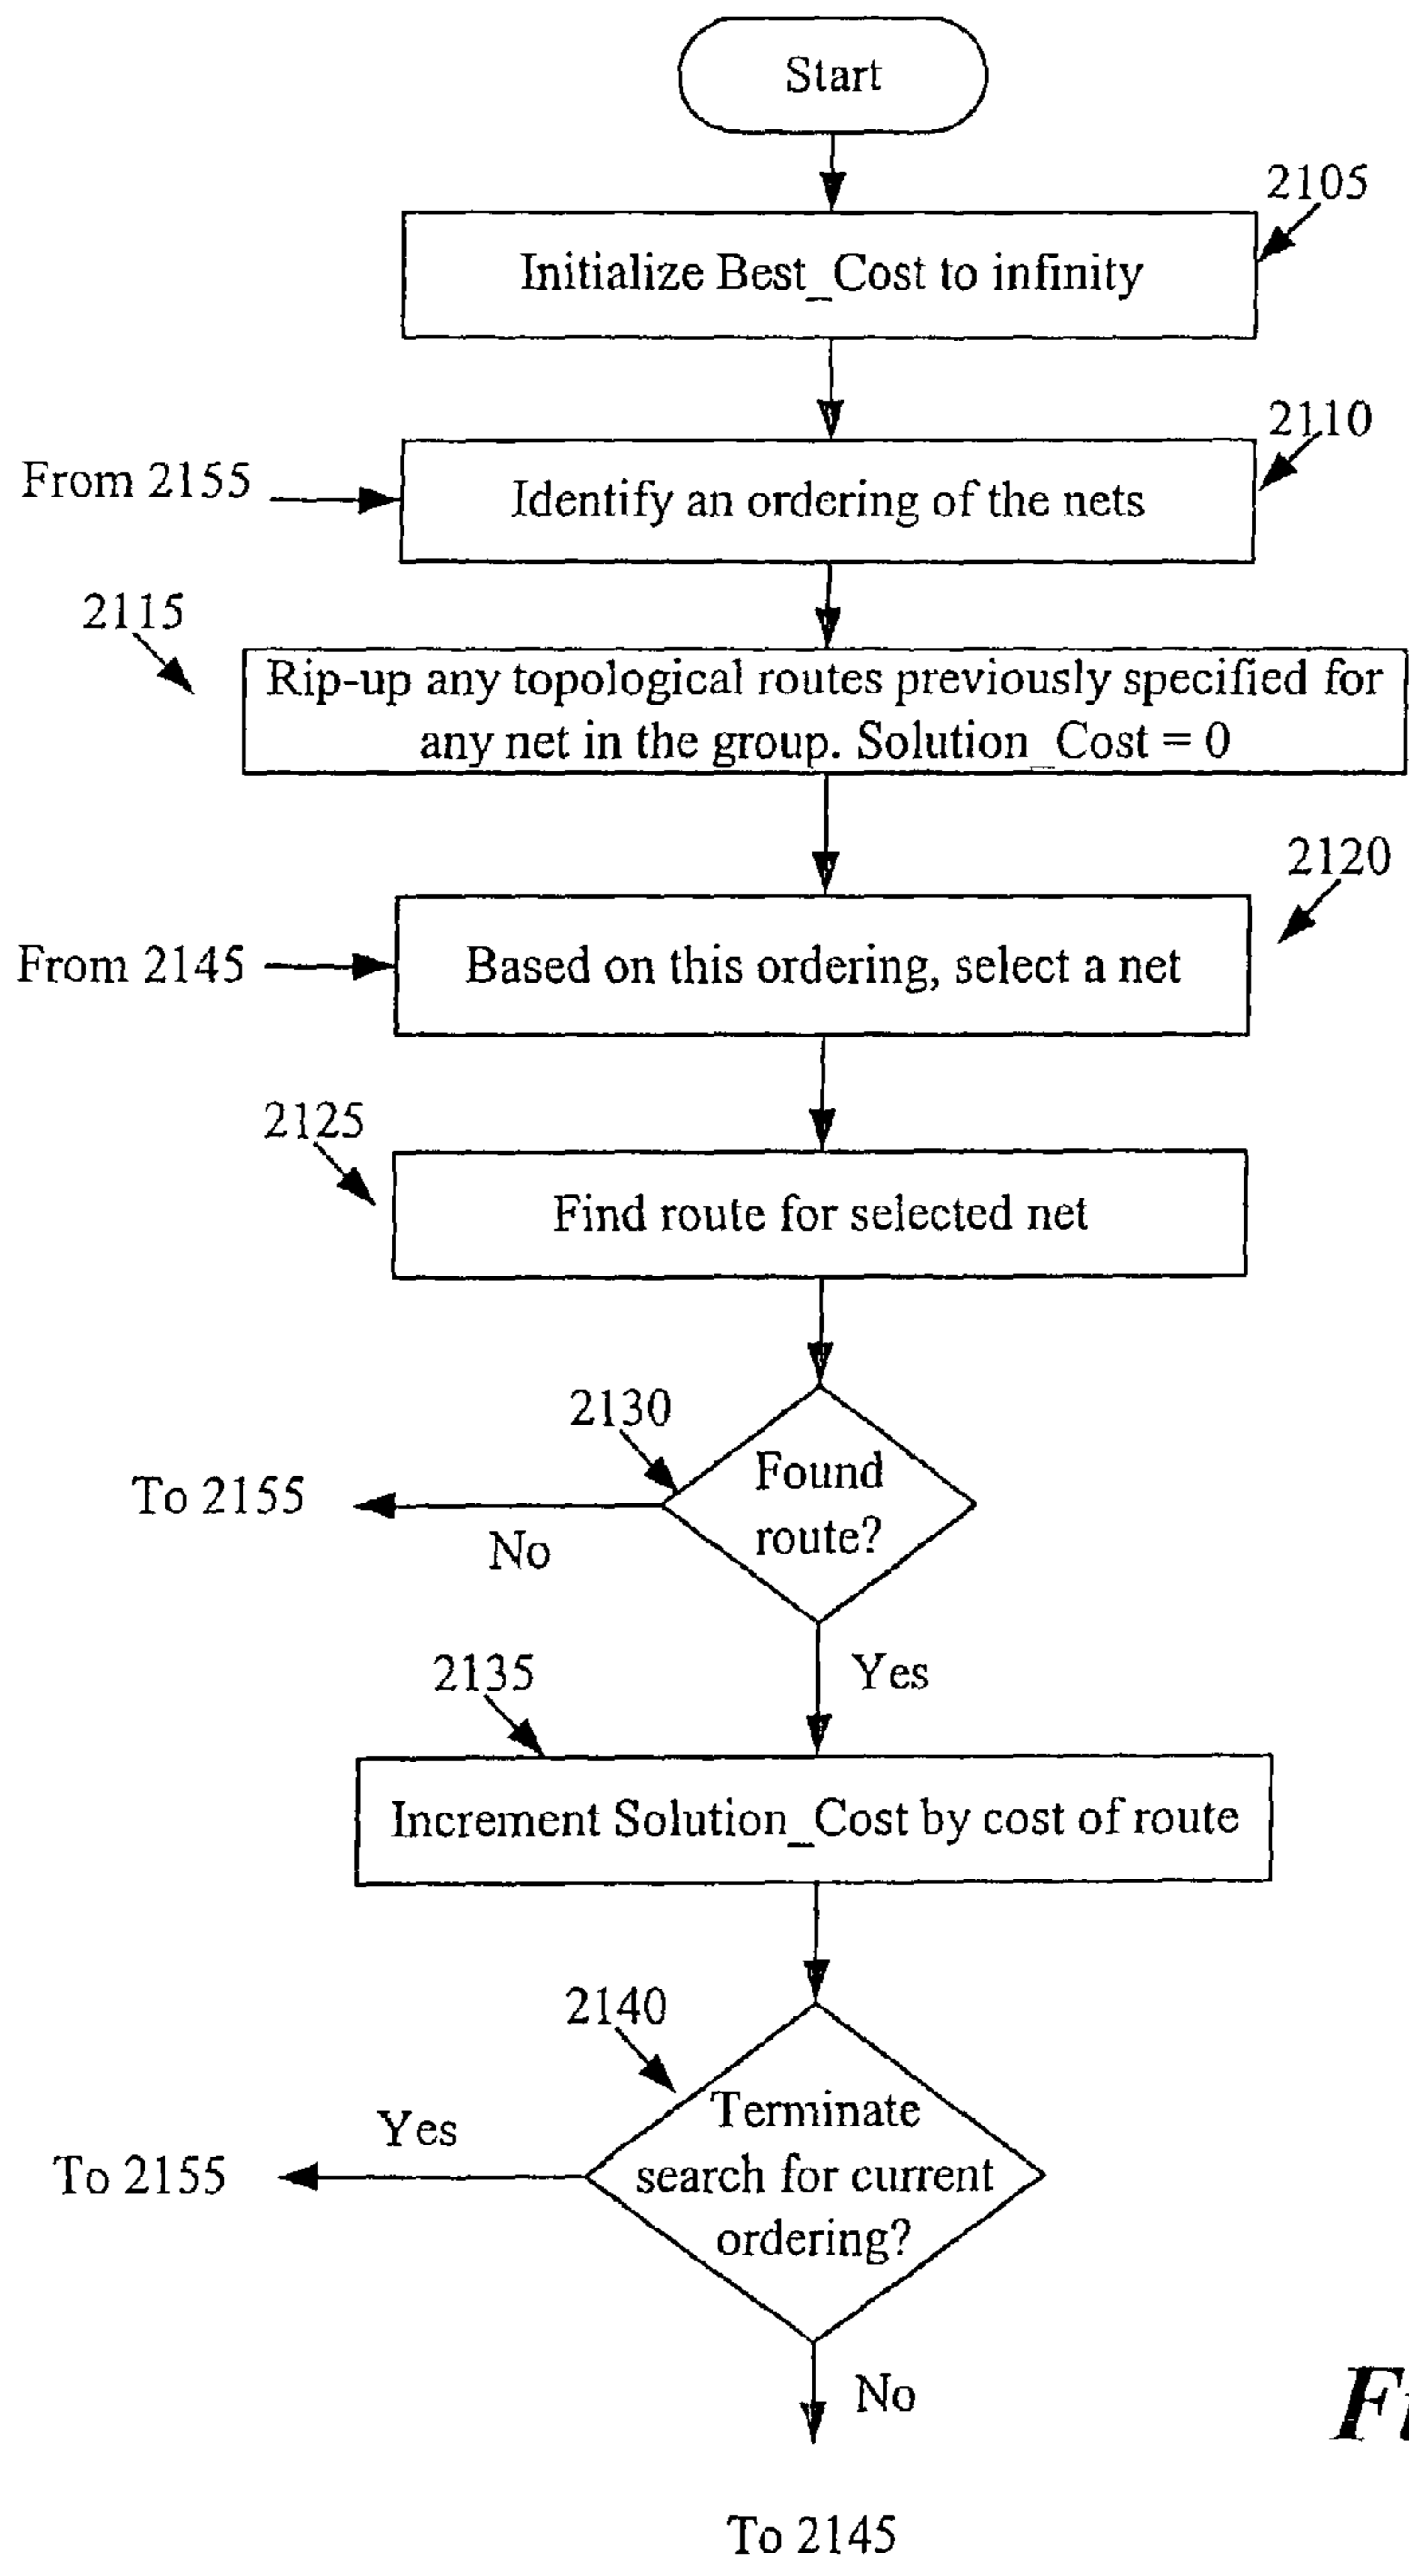 Start
2105
Initialize Best_Cost to infinity
2110
From 2155
Identify an ordering of the nets
2115
Rip-up any topological routes previously specified for
any net in the group. Solution_Cost = 0
2120
From 2145
Based on this ordering, select a net
2125
Find route for selected net
2130
Found
route?
To 2155
No
Yes
2135
Increment Solution_Cost by cost of route
2140
Terminate
search for current
ordering?
Yes
To 2155
No
To 2145